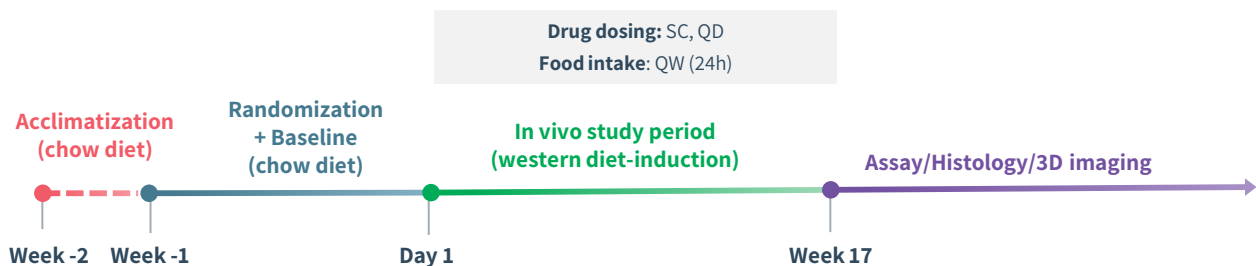 Drug dosing: SC, QD
Food intake: QW (24h)
Acclimatization
(chow diet)
Randomization
+ Baseline
(chow diet)
In vivo study period
(western diet-induction)
Assay/Histology/3D imaging
Week -2
Week -1
Day 1
Week 17